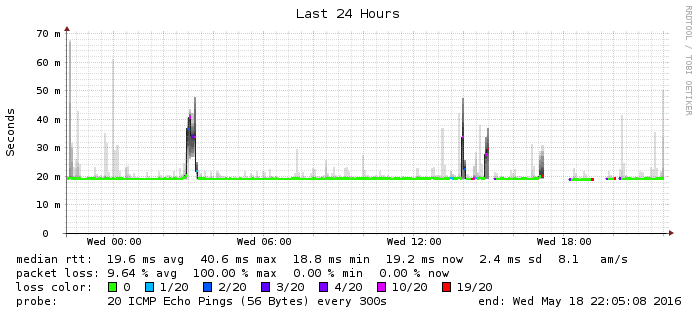 Last 24 Hours
RRDTOOL / TOBI OETIKER
Seconds
70 m
60 m
50 m
40 m
30 m
20 m
10 m
0
Wed 00:00 Wed 06:00 Wed 12:00 Wed 18:00
median rtt: 19.6 ms avg 40.6 ms max 18.8 ms min 19.2 ms now 2.4 ms sd 8.1 am/s
packet loss: 9.64 % avg 100.00 % max 0.00 % min 0.00 % now
loss color: 0 1/20 2/20 3/20 4/20 10/20 19/20
probe: 20 ICMP Echo Pings (56 Bytes) every 300s end: Wed May 18 22:05:08 2016